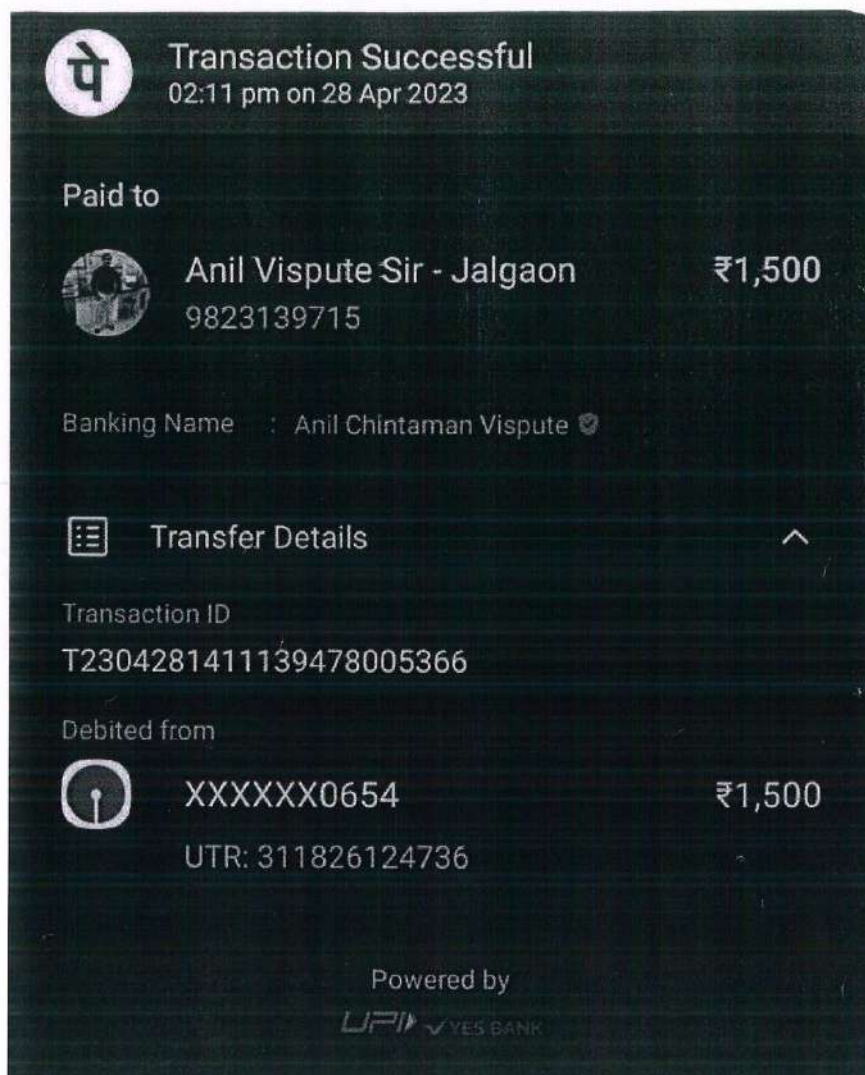 पे
Transaction Successful
02:11 pm on 28 Apr 2023
Paid to
Anil Vispute Sir - Jalgaon ₹1,500
9823139715
Banking Name : Anil Chintaman Vispute
Transfer Details
Transaction ID
T2304281411139478005366
Debited from
XXXXXX0654 ₹1,500
UTR: 311826124736
Powered by
UPI YES BANK